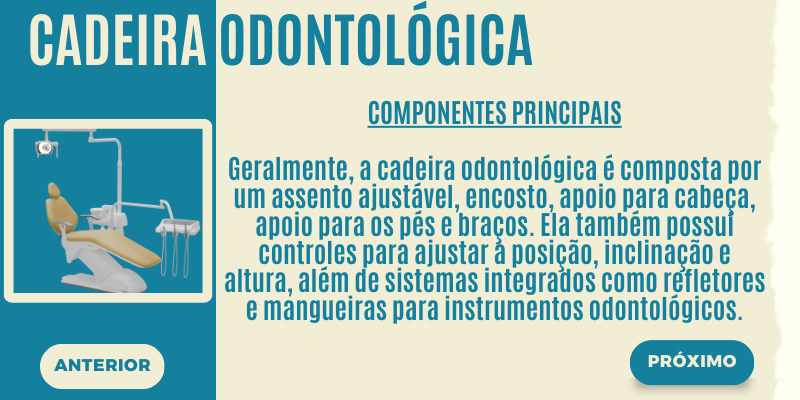 CADEIRA ODONTOLÓGICA
COMPONENTES PRINCIPAIS
Geralmente, a cadeira odontológica é composta por
um assento ajustável, encosto, apoio para cabeça,
apoio para os pés e braços. Ela também possui
controles para ajustar a posição, inclinação e
altura, além de sistemas integrados como refletores
e mangueiras para instrumentos odontológicos.
ANTERIOR
PRÓXIMO